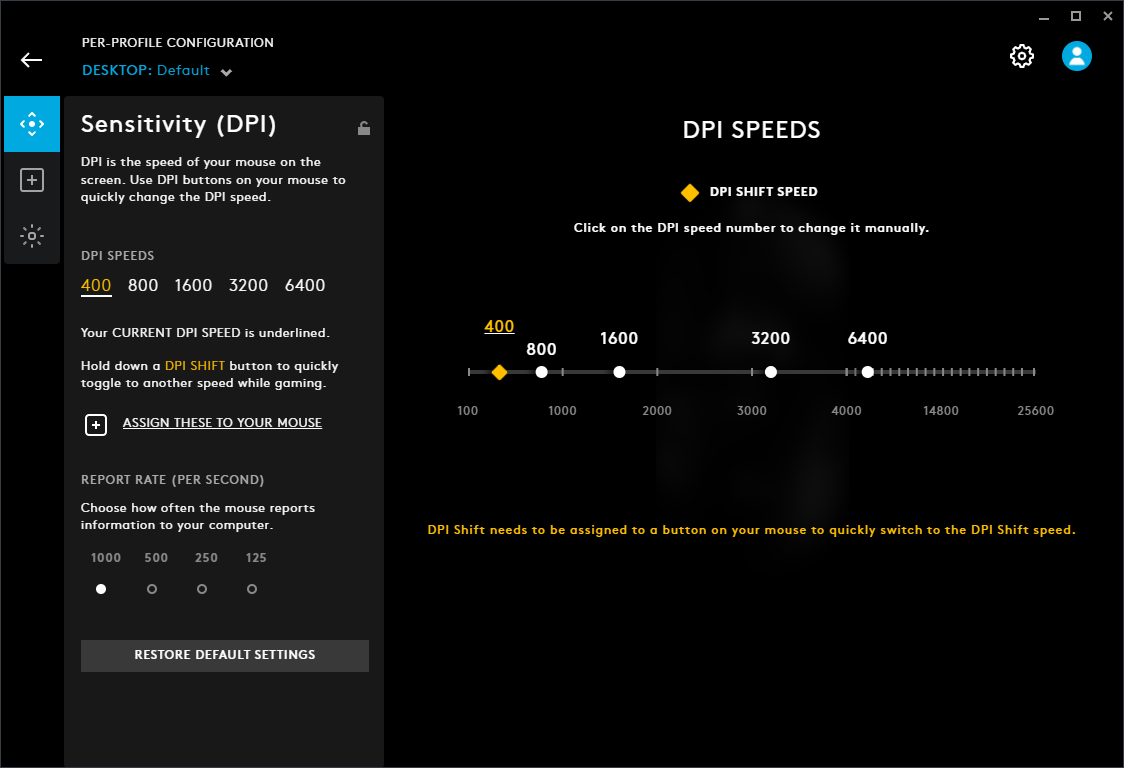 PER-PROFILE CONFIGURATION
DESKTOP: Default
Sensitivity (DPI)
DPI is the speed of your mouse on the
screen. Use DPI buttons on your mouse to
quickly change the DPI speed.
DPI SPEEDS
400 800 1600 3200 6400
Your CURRENT DPI SPEED is underlined.
Hold down a DPI SHIFT button to quickly
toggle to another speed while gaming.
ASSIGN THESE TO YOUR MOUSE
REPORT RATE (PER SECOND)
Choose how often the mouse reports
information to your computer.
1000 500 250 125
RESTORE DEFAULT SETTINGS
DPI SPEEDS
DPI SHIFT SPEED
Click on the DPI speed number to change it manually.
400 800 1600 3200 6400
100 1000 2000 3000 4000 14800 25600
DPI Shift needs to be assigned to a button on your mouse to quickly switch to the DPI Shift speed.